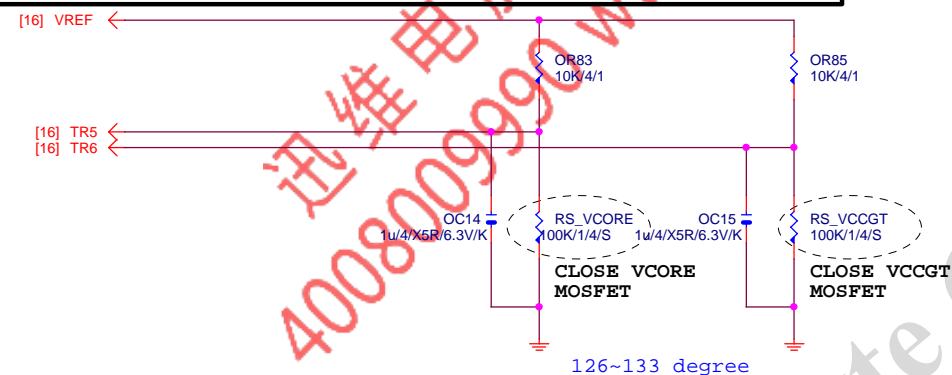 [16] VREF
OR83
10K/4/1
OR85
10K/4/1
[16] TR5
[16] TR6
OC14
1u/4/X5R/6.3V/K
RS_VCORE
100K/1/4/S
OC15
1u/4/X5R/6.3V/K
RS_VCCGT
100K/1/4/S
CLOSE VCORE
MOSFET
CLOSE VCCGT
MOSFET
126~133 degree
迅维电
4008009990 w
te